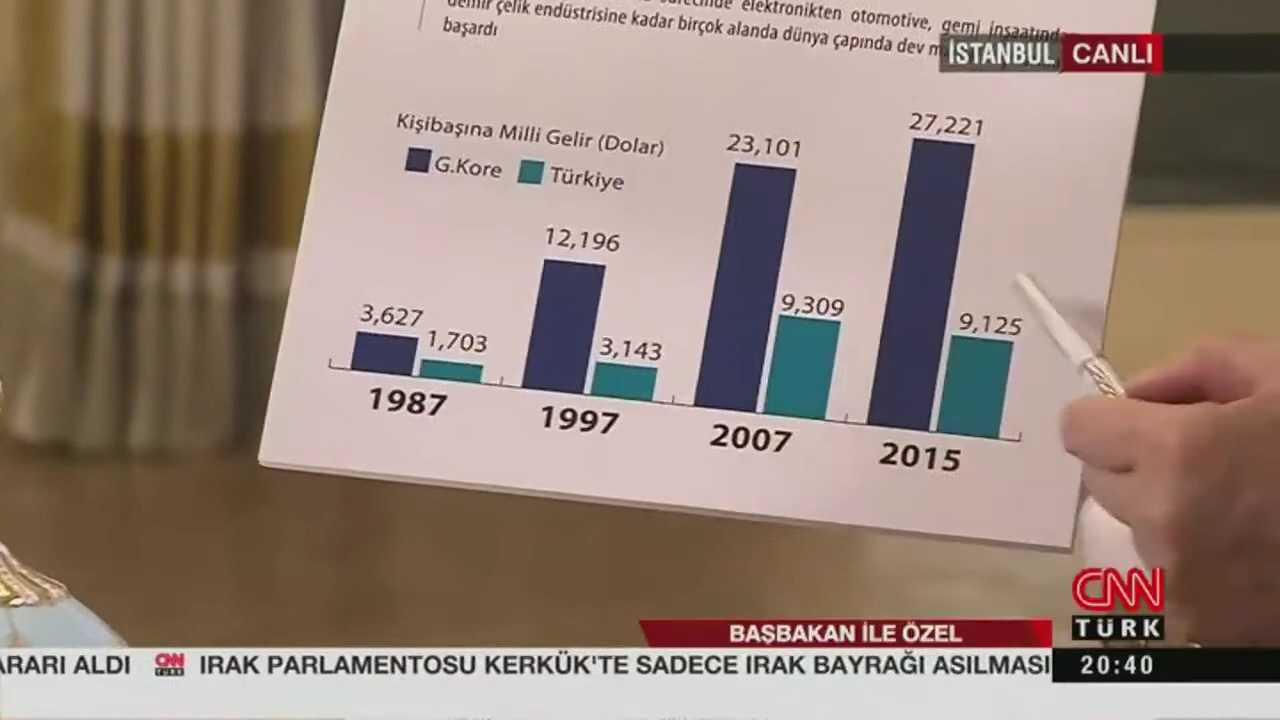 elektronikten otomotive, gemi inşaatınd
demir çelik endüstrisine kadar birçok alanda dünya çapında dev
başardı
İSTANBUL CANLI
Kişibaşına Milli Gelir (Dolar)
G.Kore Türkiye
3,627 1,703 12,196 3,143 23,101 9,309 27,221 9,125
1987 1997 2007 2015
CNN
TÜRK
BAŞBAKAN İLE ÖZEL
ARARI ALDI CNN TÜRK IRAK PARLAMENTOSU KERKÜK'TE SADECE IRAK BAYRAĞI ASILMASI 20:40